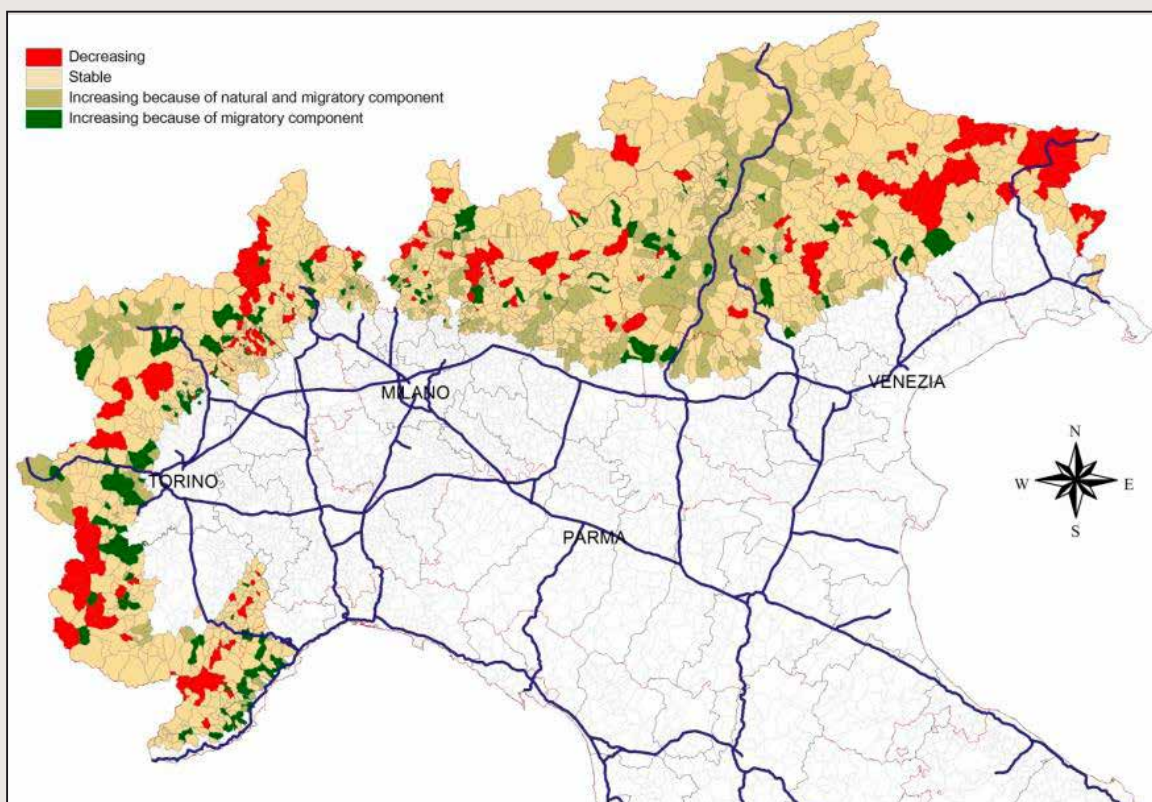 Decreasing
Stable
Increasing because of natural and migratory component
Increasing because of migratory component
MILANO
VENEZIA
TORINO
PARMA
N
W E
S